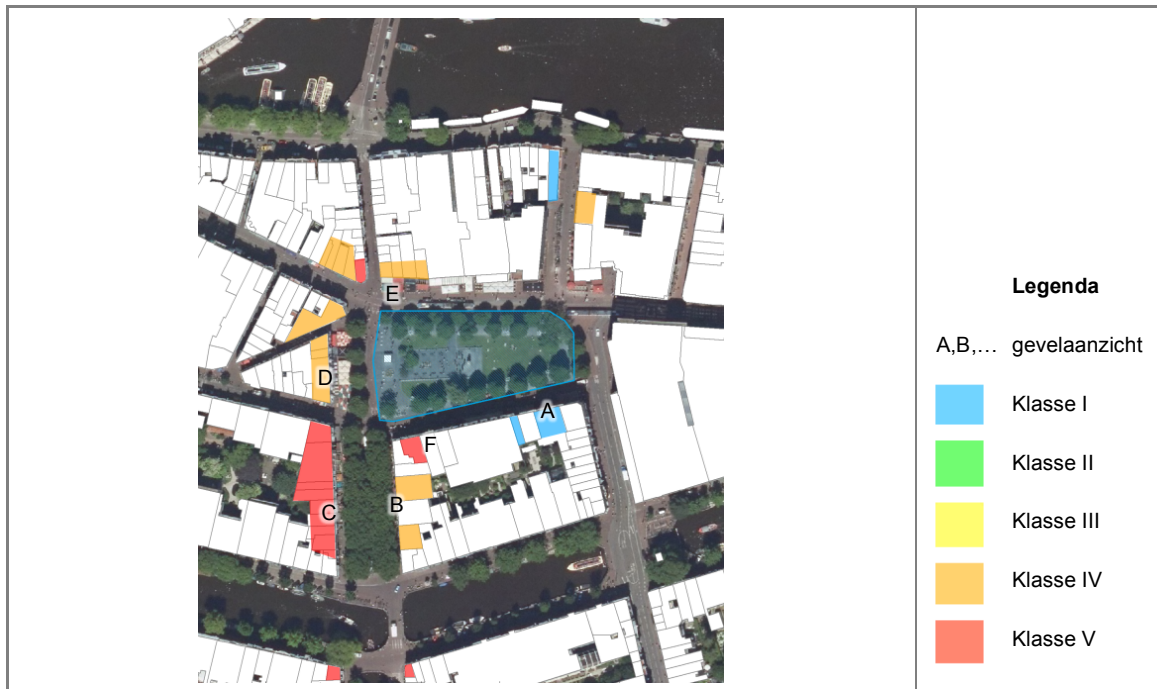 E
D
A
F
B
C
Legenda
A,B,... gevelaanzicht
Klasse I
Klasse II
Klasse III
Klasse IV
Klasse V